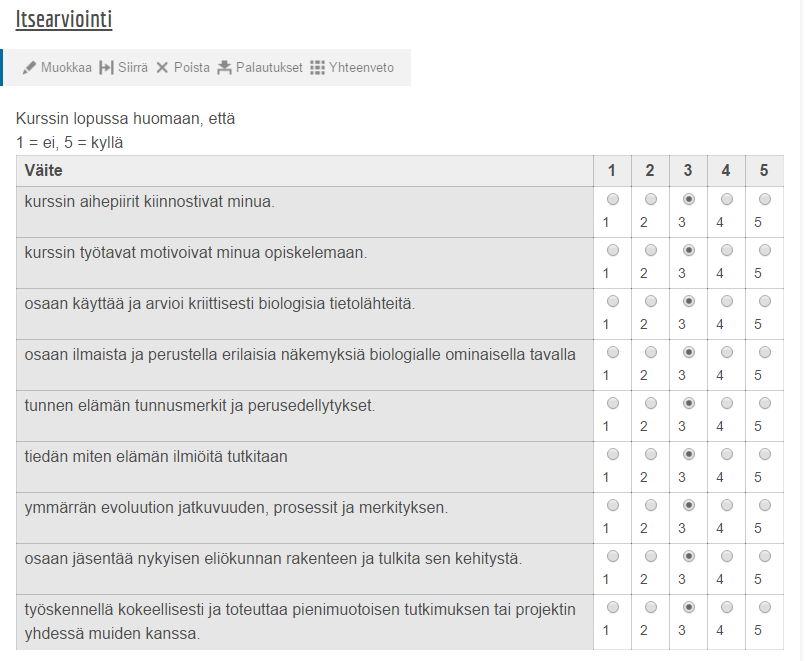 Itsearviointi
Muokkaa Siirrä Poista Palautukset Yhteenveto
Kurssin lopussa huomaan, että
1 = ei, 5 = kyllä
Väite 1 2 3 4 5
kurssin aihepiirit kiinnostivat minua.
1 2 3 4 5
kurssin työtavat motivoivat minua opiskelemaan.
1 2 3 4 5
osaan käyttää ja arvioi kriittisesti biologisia tietolähteitä.
1 2 3 4 5
osaan ilmaista ja perustella erilaisia näkemyksiä biologialle ominaisella tavalla
1 2 3 4 5
tunnen elämän tunnusmerkit ja perusedellytykset.
1 2 3 4 5
tiedän miten elämän ilmiöitä tutkitaan
1 2 3 4 5
ymmärrän evoluution jatkuvuuden, prosessit ja merkityksen.
1 2 3 4 5
osaan jäsentää nykyisen eliökunnan rakenteen ja tulkita sen kehitystä.
1 2 3 4 5
työskennellä kokeellisesti ja toteuttaa pienimuotoisen tutkimuksen tai projektin
yhdessä muiden kanssa.
1 2 3 4 5